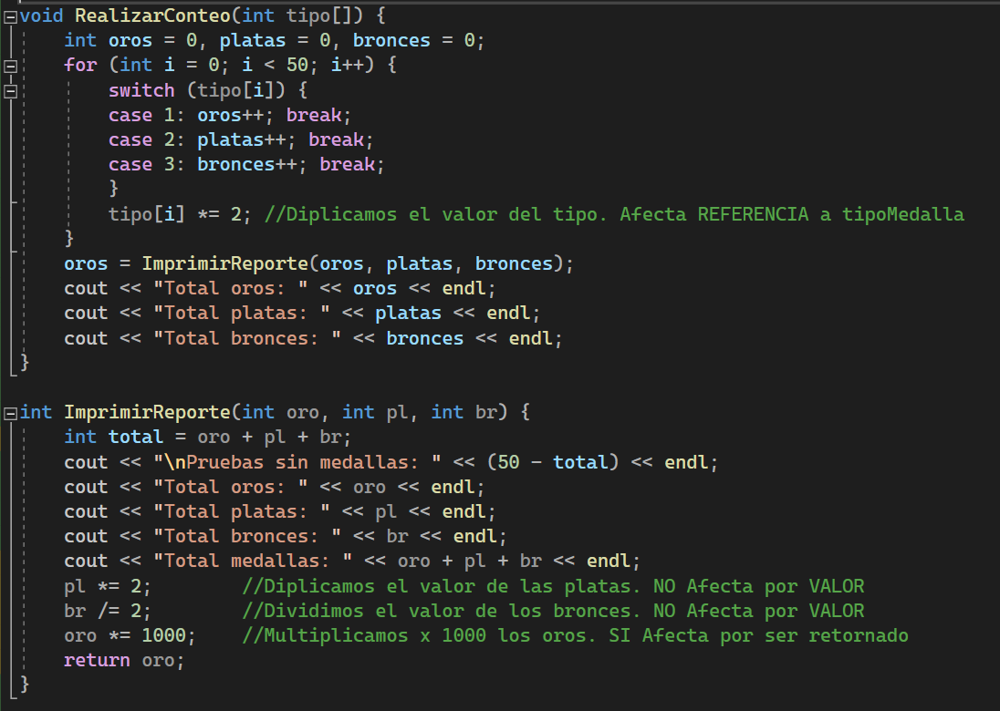 void RealizarConteo(int tipo[]) {
    int oros = 0, platas = 0, bronces = 0;
    for (int i = 0; i < 50; i++) {
        switch (tipo[i]) {
        case 1: oros++; break;
        case 2: platas++; break;
        case 3: bronces++; break;
        }
        tipo[i] *= 2; //Diplicamos el valor del tipo. Afecta REFERENCIA a tipoMedalla
    }
    oros = ImprimirReporte(oros, platas, bronces);
    cout << "Total oros: " << oros << endl;
    cout << "Total platas: " << platas << endl;
    cout << "Total bronces: " << bronces << endl;
}

int ImprimirReporte(int oro, int pl, int br) {
    int total = oro + pl + br;
    cout << "\nPruebas sin medallas: " << (50 - total) << endl;
    cout << "Total oros: " << oro << endl;
    cout << "Total platas: " << pl << endl;
    cout << "Total bronces: " << br << endl;
    cout << "Total medallas: " << oro + pl + br << endl;
    pl *= 2;        //Diplicamos el valor de las platas. NO Afecta por VALOR
    br /= 2;        //Dividimos el valor de los bronces. NO Afecta por VALOR
    oro *= 1000;    //Multiplicamos x 1000 los oros. SI Afecta por ser retornado
    return oro;
}